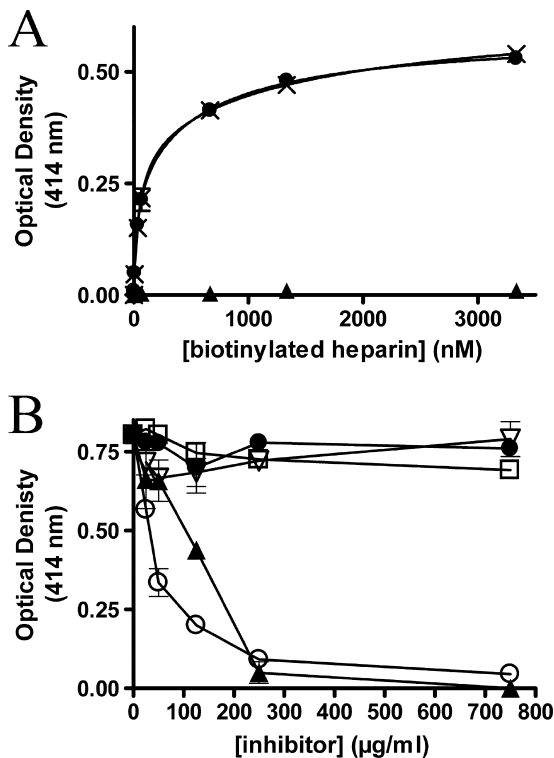 A
Optical Density
(414 nm)
0.50
0.25
0.00
0 1000 2000 3000
[biotinylated heparin] (nM)
B
Optical Denisty
(414 nm)
0.75
0.50
0.25
0.00
0 100 200 300 400 500 600 700 800
[inhibitor] (µg/ml)